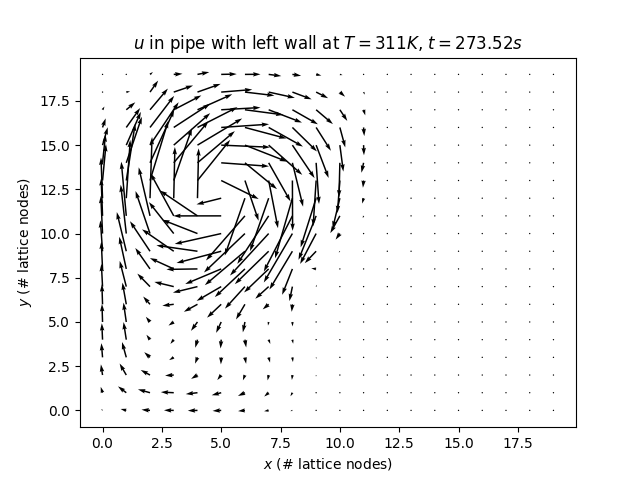 u in pipe with left wall at T = 311K, t = 273.52s
17.5
15.0
12.5
10.0
7.5
5.0
2.5
0.0
y (# lattice nodes)
0.0 2.5 5.0 7.5 10.0 12.5 15.0 17.5
x (# lattice nodes)